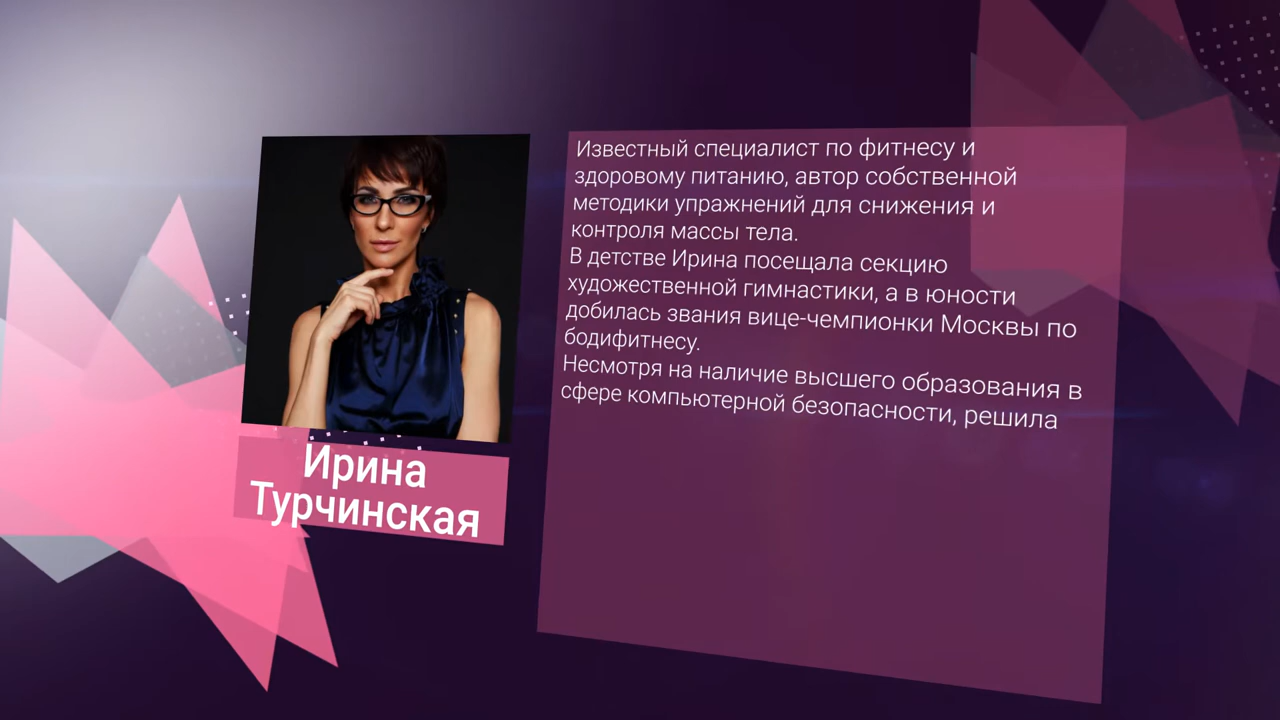 Ирина
Турчинская
Известный специалист по фитнесу и
здоровому питанию, автор собственной
методики упражнений для снижения и
контроля массы тела.
В детстве Ирина посещала секцию
художественной гимнастики, а в юности
добилась звания вице-чемпионки Москвы по
бодифитнесу.
Несмотря на наличие высшего образования в
сфере компьютерной безопасности, решила